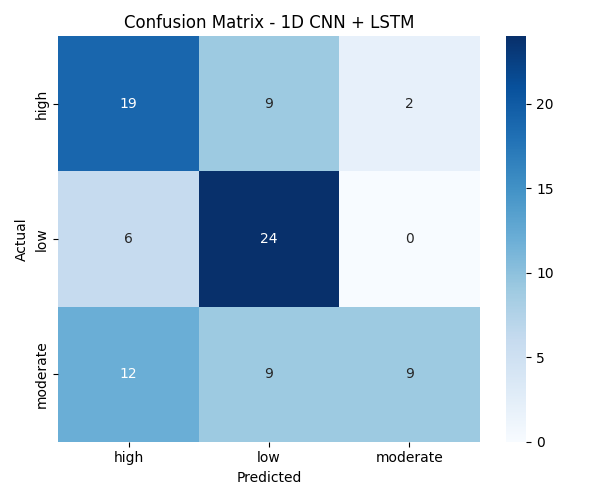 Confusion Matrix - 1D CNN + LSTM
high 19 9 2
low 6 24 0
moderate 12 9 9
Actual
high low moderate
Predicted
20
15
10
5
0